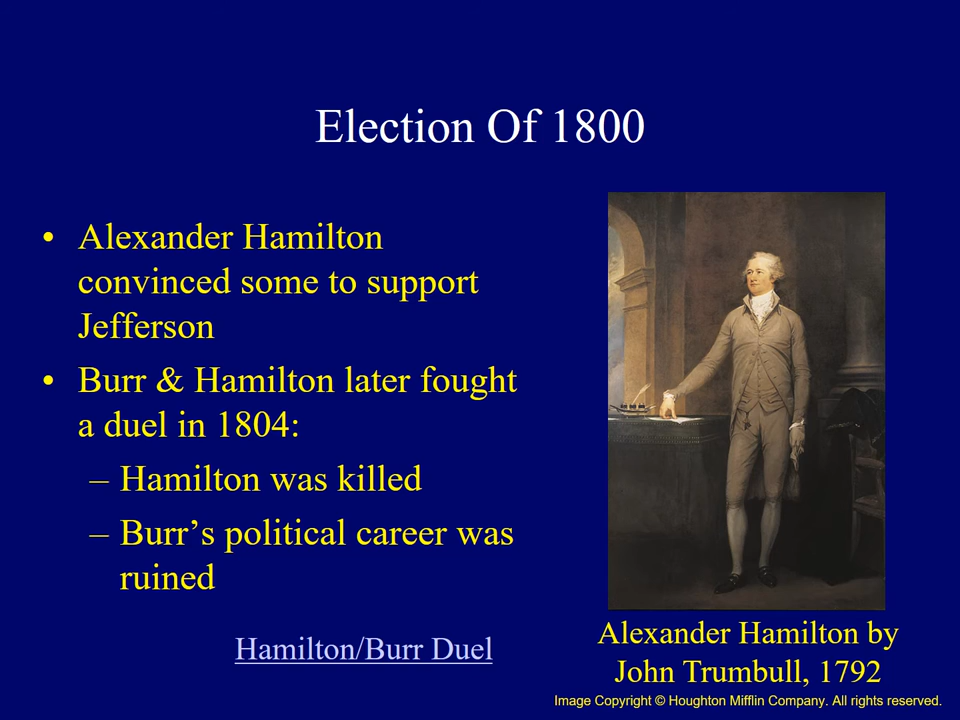 Election Of 1800
• Alexander Hamilton
convinced some to support
Jefferson
• Burr & Hamilton later fought
a duel in 1804:
– Hamilton was killed
– Burr’s political career was
ruined
Hamilton/Burr Duel
Alexander Hamilton by
John Trumbull, 1792
Image Copyright © Houghton Mifflin Company. All rights reserved.